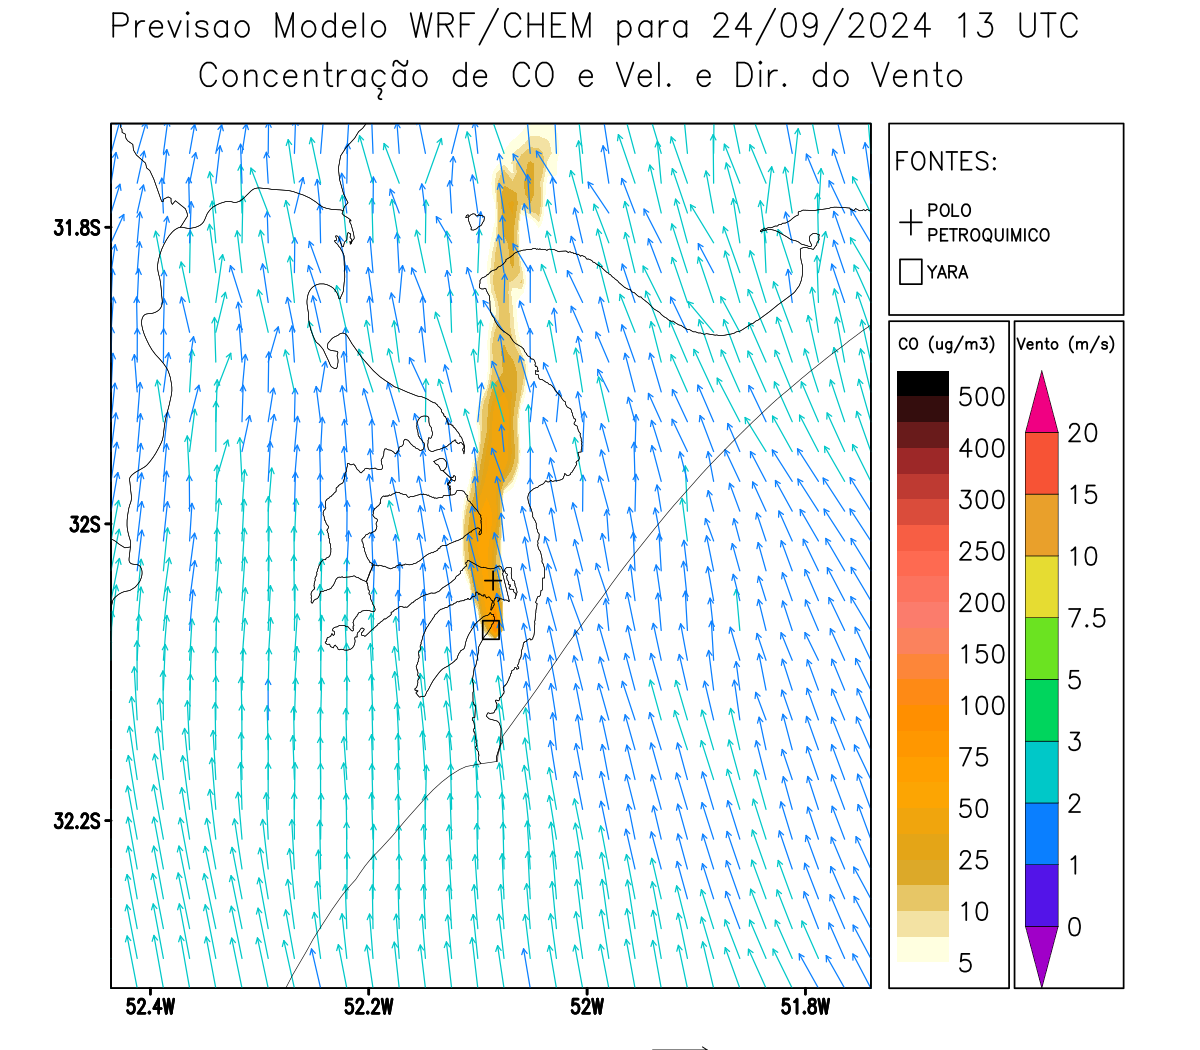 Previsao Modelo WRF/CHEM para 24/09/2024 13 UTC
Concentração de CO e Vel. e Dir. do Vento
FONTES:
POLO
PETROQUIMICO
YARA
CO (ug/m3)
500
400
300
250
200
150
100
75
50
25
10
5
Vento (m/s)
20
15
10
7.5
5
3
2
1
0
31.8S
32S
32.2S
52.4W
52.2W
52W
51.8W